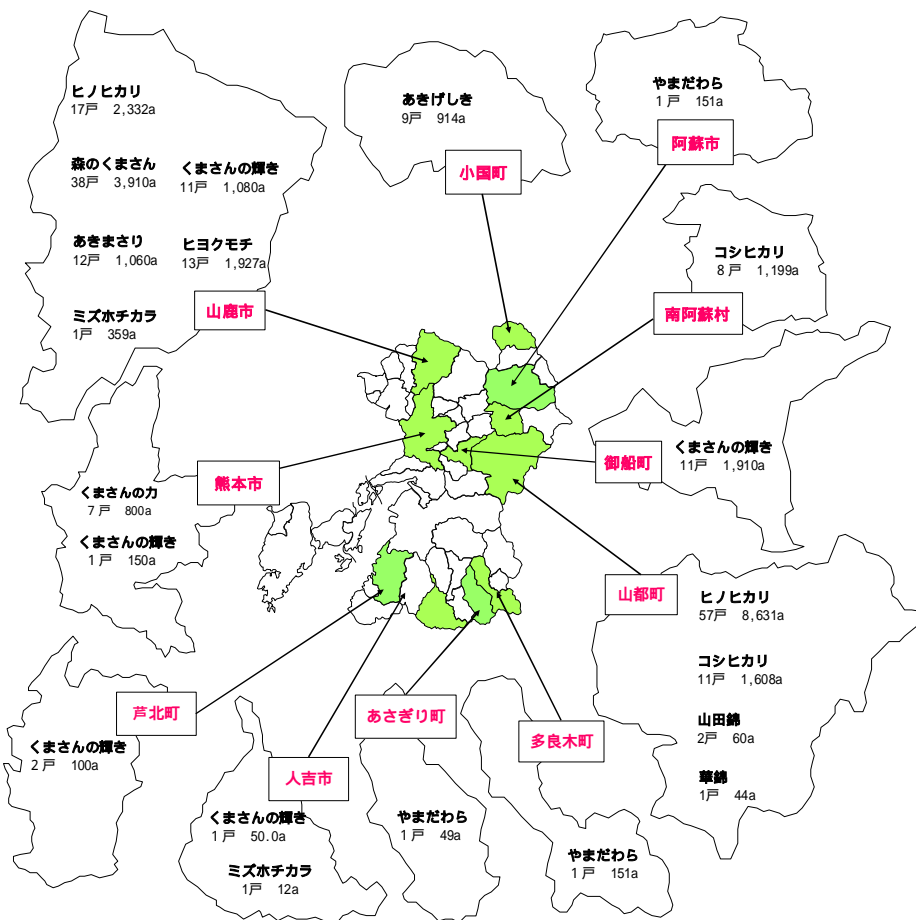 ヒノヒカリ
17戸 2,332a
森のくまさん
38戸 3,910a
くまさんの輝き
11戸 1,080a
あきまさり
12戸 1,060a
ヒヨクモチ
13戸 1,927a
ミズホチカラ
1戸 359a
山鹿市
あきげしき
9戸 914a
小国町
やまだわら
1戸 151a
阿蘇市
コシヒカリ
8戸 1,199a
南阿蘇村
くまさんの輝き
11戸 1,910a
御船町
くまさんの力
7戸 800a
くまさんの輝き
1戸 150a
熊本市
山都町
ヒノヒカリ
57戸 8,631a
コシヒカリ
11戸 1,608a
山田錦
2戸 60a
華錦
1戸 44a
芦北町
くまさんの輝き
2戸 100a
人吉市
くまさんの輝き
1戸 50.0a
ミズホチカラ
1戸 12a
あさぎり町
やまだわら
1戸 49a
多良木町
やまだわら
1戸 151a